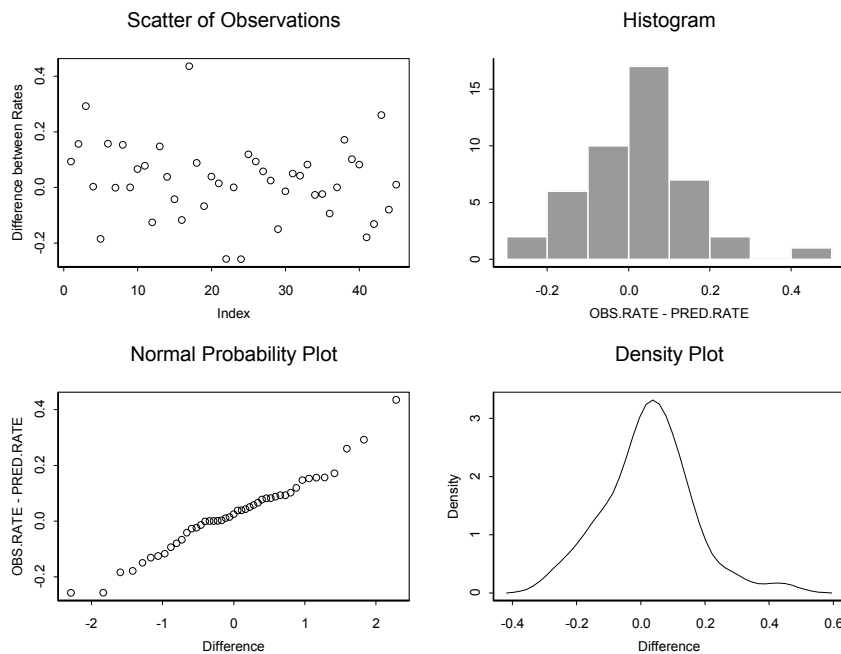 Scatter of Observations
Difference between Rates
0.4
0.2
0.0
-0.2
0 10 20 30 40
Index
Histogram
15
10
5
0
-0.2 0.0 0.2 0.4
OBS.RATE - PRED.RATE
Normal Probability Plot
OBS.RATE - PRED.RATE
0.4
0.2
0.0
-0.2
-2 -1 0 1 2
Difference
Density Plot
Density
3
2
1
0
-0.4 -0.2 0.0 0.2 0.4 0.6
Difference